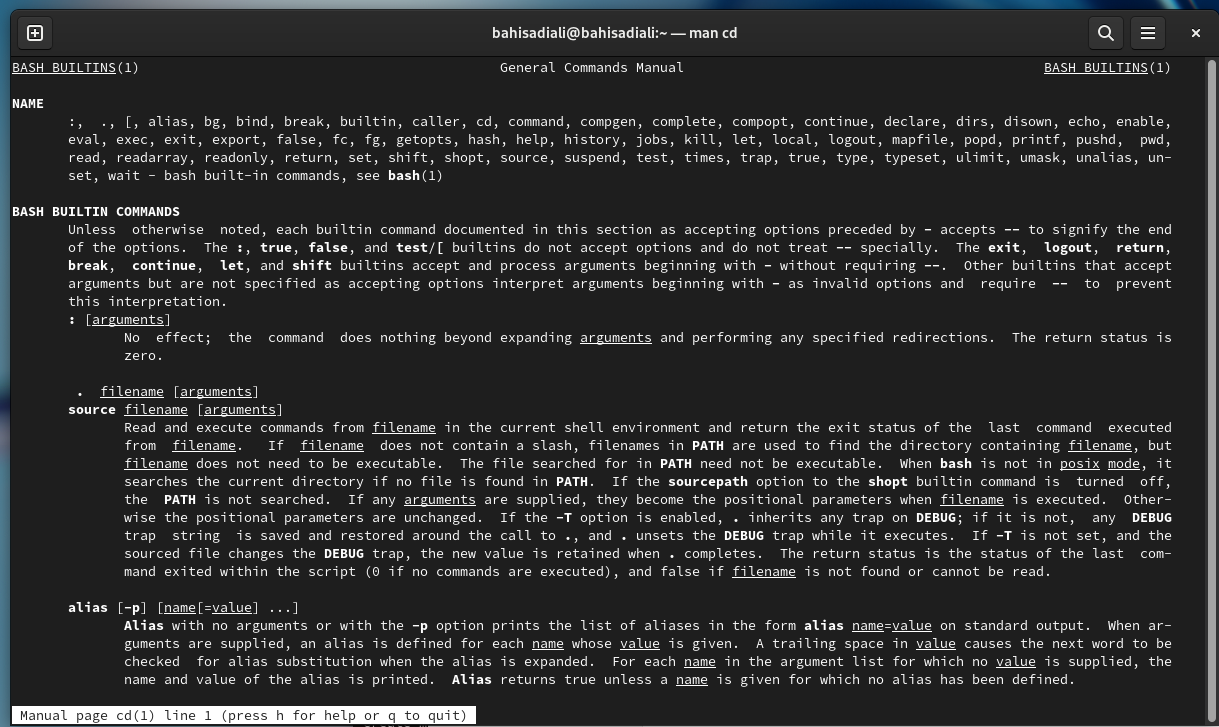 bahisadiali@bahisadiali:~ — man cd
BASH BUILTINS(1) General Commands Manual BASH BUILTINS(1)
NAME
:, ., [, alias, bg, bind, break, builtin, caller, cd, command, compgen, complete, compopt, continue, declare, dirs, disown, echo, enable,
eval, exec, exit, export, false, fc, fg, getopts, hash, help, history, jobs, kill, let, local, logout, mapfile, popd, printf, pushd, pwd,
read, readarray, readonly, return, set, shift, shopt, source, suspend, test, times, trap, true, type, typeset, ulimit, umask, unalias, un-
set, wait - bash built-in commands, see bash(1)
BASH BUILTIN COMMANDS
Unless otherwise noted, each builtin command documented in this section as accepting options preceded by - accepts -- to signify the end
of the options. The :, true, false, and test/[ builtins do not accept options and do not treat -- specially. The exit, logout, return,
break, continue, let, and shift builtins accept and process arguments beginning with - without requiring --. Other builtins that accept
arguments but are not specified as accepting options interpret arguments beginning with - as invalid options and require -- to prevent
this interpretation.
: [arguments]
No effect; the command does nothing beyond expanding arguments and performing any specified redirections. The return status is
zero.
. filename [arguments]
source filename [arguments]
Read and execute commands from filename in the current shell environment and return the exit status of the last command executed
from filename. If filename does not contain a slash, filenames in PATH are used to find the directory containing filename, but
filename does not need to be executable. The file searched for in PATH need not be executable. When bash is not in posix mode, it
searches the current directory if no file is found in PATH. If the sourcepath option to the shopt builtin command is turned off,
the PATH is not searched. If any arguments are supplied, they become the positional parameters when filename is executed. Other-
wise the positional parameters are unchanged. If the -T option is enabled, . inherits any trap on DEBUG; if it is not, any DEBUG
trap string is saved and restored around the call to ., and . unsets the DEBUG trap while it executes. If -T is not set, and the
sourced file changes the DEBUG trap, the new value is retained when . completes. The return status is the status of the last com-
mand exited within the script (0 if no commands are executed), and false if filename is not found or cannot be read.
alias [-p] [name[=value] ...]
Alias with no arguments or with the -p option prints the list of aliases in the form alias name=value on standard output. When ar-
guments are supplied, an alias is defined for each name whose value is given. A trailing space in value causes the next word to be
checked for alias substitution when the alias is expanded. For each name in the argument list for which no value is supplied, the
name and value of the alias is printed. Alias returns true unless a name is given for which no alias has been defined.
Manual page cd(1) line 1 (press h for help or q to quit)